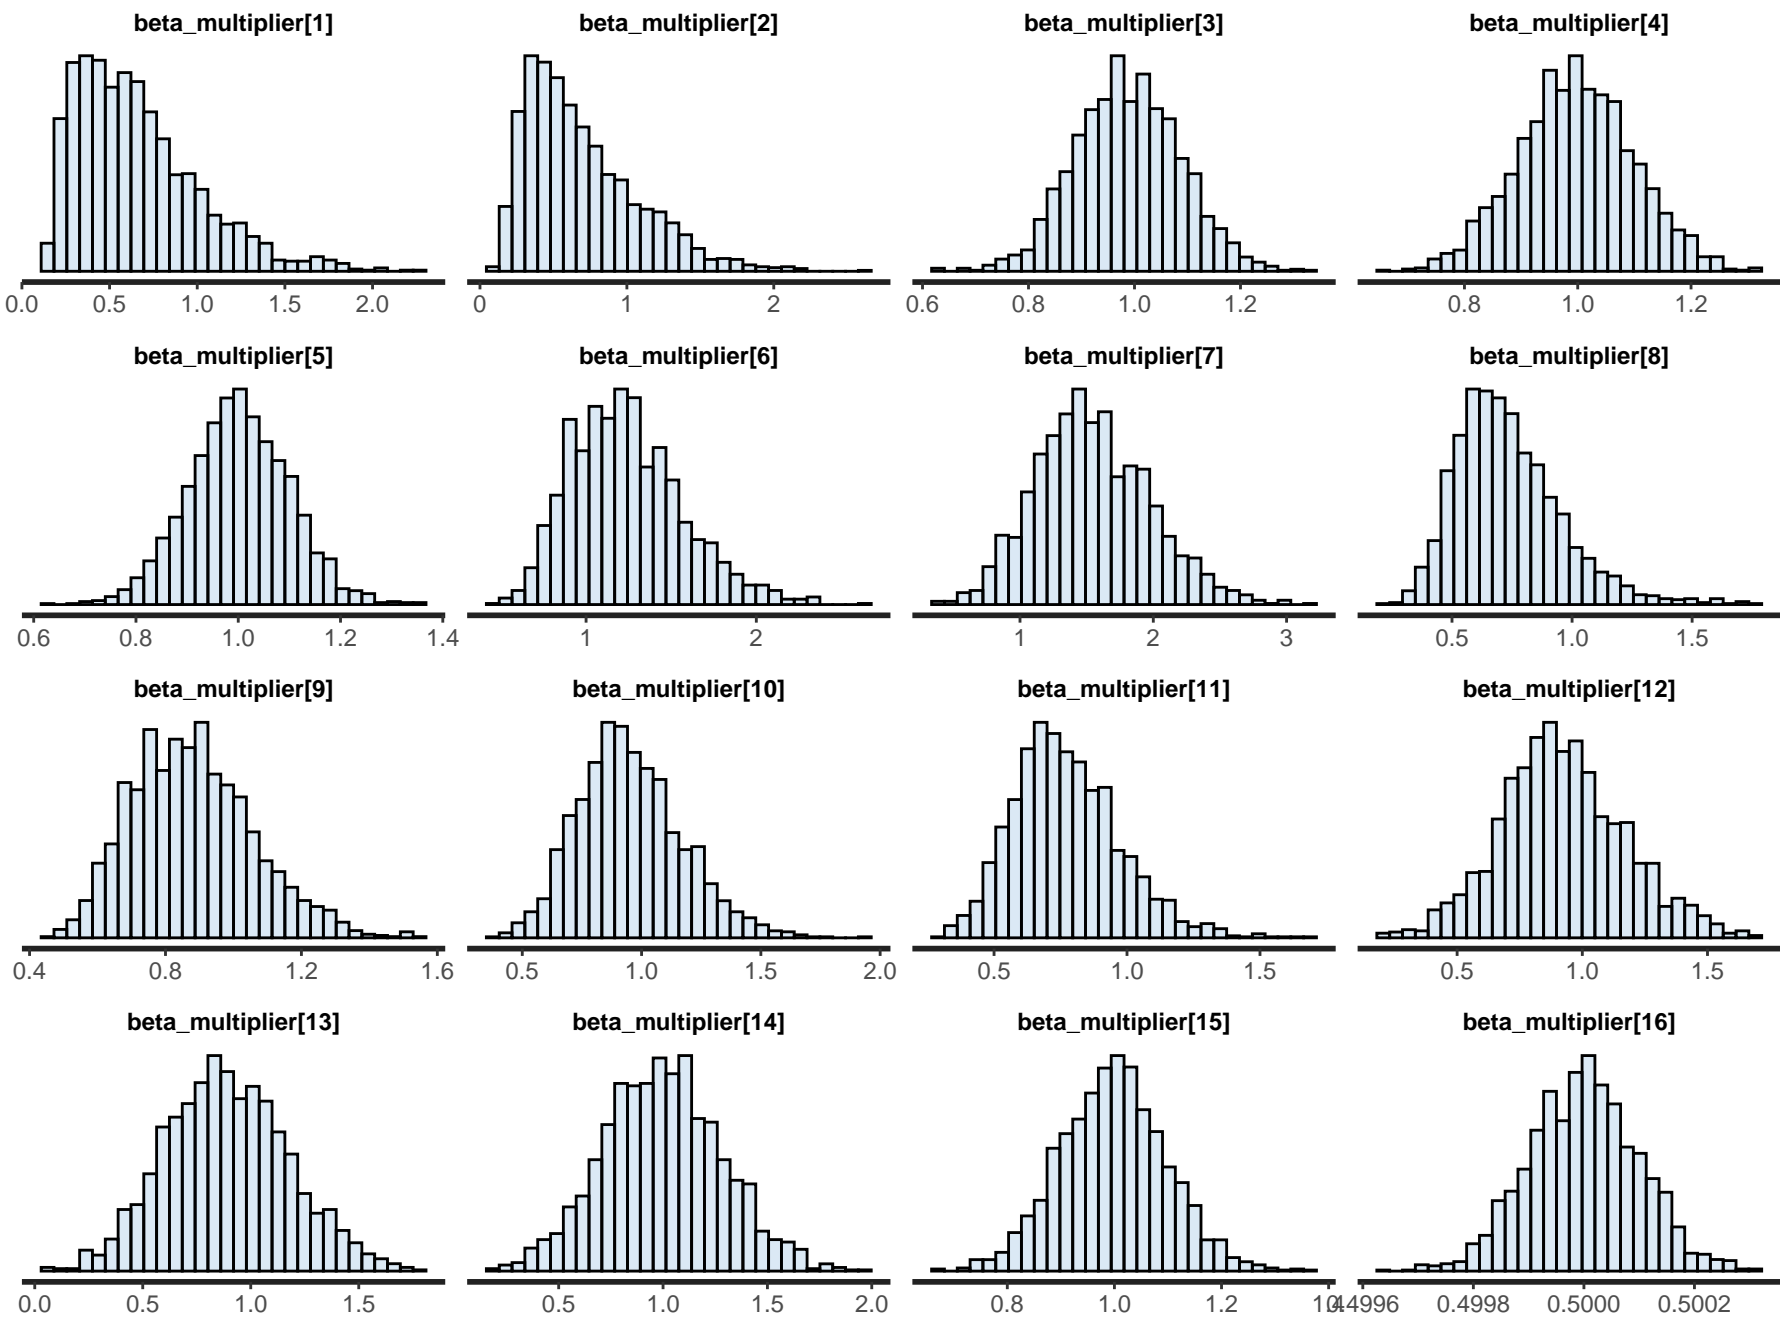 beta_multiplier[1] beta_multiplier[2] beta_multiplier[3] beta_multiplier[4]
0.0 0.5 1.0 1.5 2.0 0 1 2 0.6 0.8 1.0 1.2 0.8 1.0 1.2
beta_multiplier[5] beta_multiplier[6] beta_multiplier[7] beta_multiplier[8]
0.6 0.8 1.0 1.2 1.4 1 2 1 2 3 0.5 1.0 1.5
beta_multiplier[9] beta_multiplier[10] beta_multiplier[11] beta_multiplier[12]
0.4 0.8 1.2 1.6 0.5 1.0 1.5 2.0 0.5 1.0 1.5 0.5 1.0 1.5
beta_multiplier[13] beta_multiplier[14] beta_multiplier[15] beta_multiplier[16]
0.0 0.5 1.0 1.5 0.5 1.0 1.5 2.0 0.8 1.0 1.2 1.4 0.4996 0.4998 0.5000 0.5002